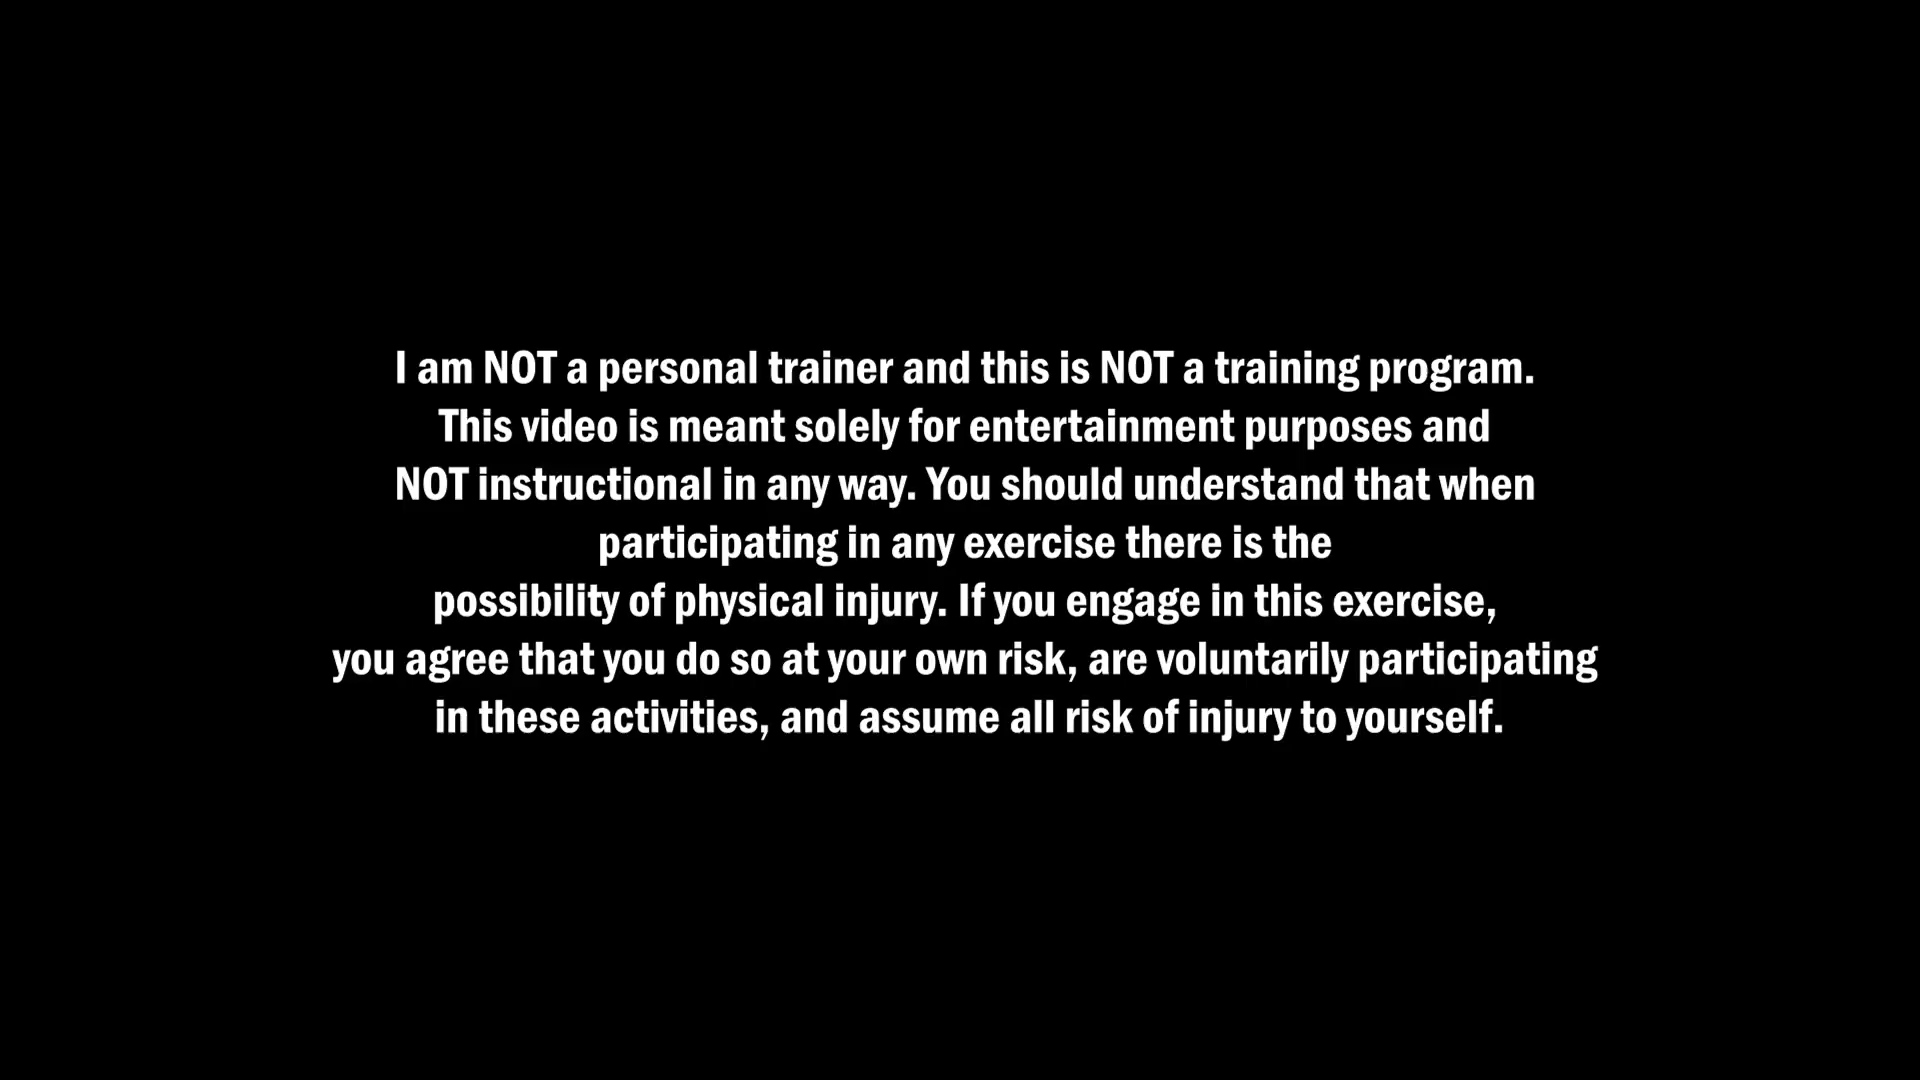 I am NOT a personal trainer and this is NOT a training program.
This video is meant solely for entertainment purposes and
NOT instructional in any way. You should understand that when
participating in any exercise there is the
possibility of physical injury. If you engage in this exercise,
you agree that you do so at your own risk, are voluntarily participating
in these activities, and assume all risk of injury to yourself.